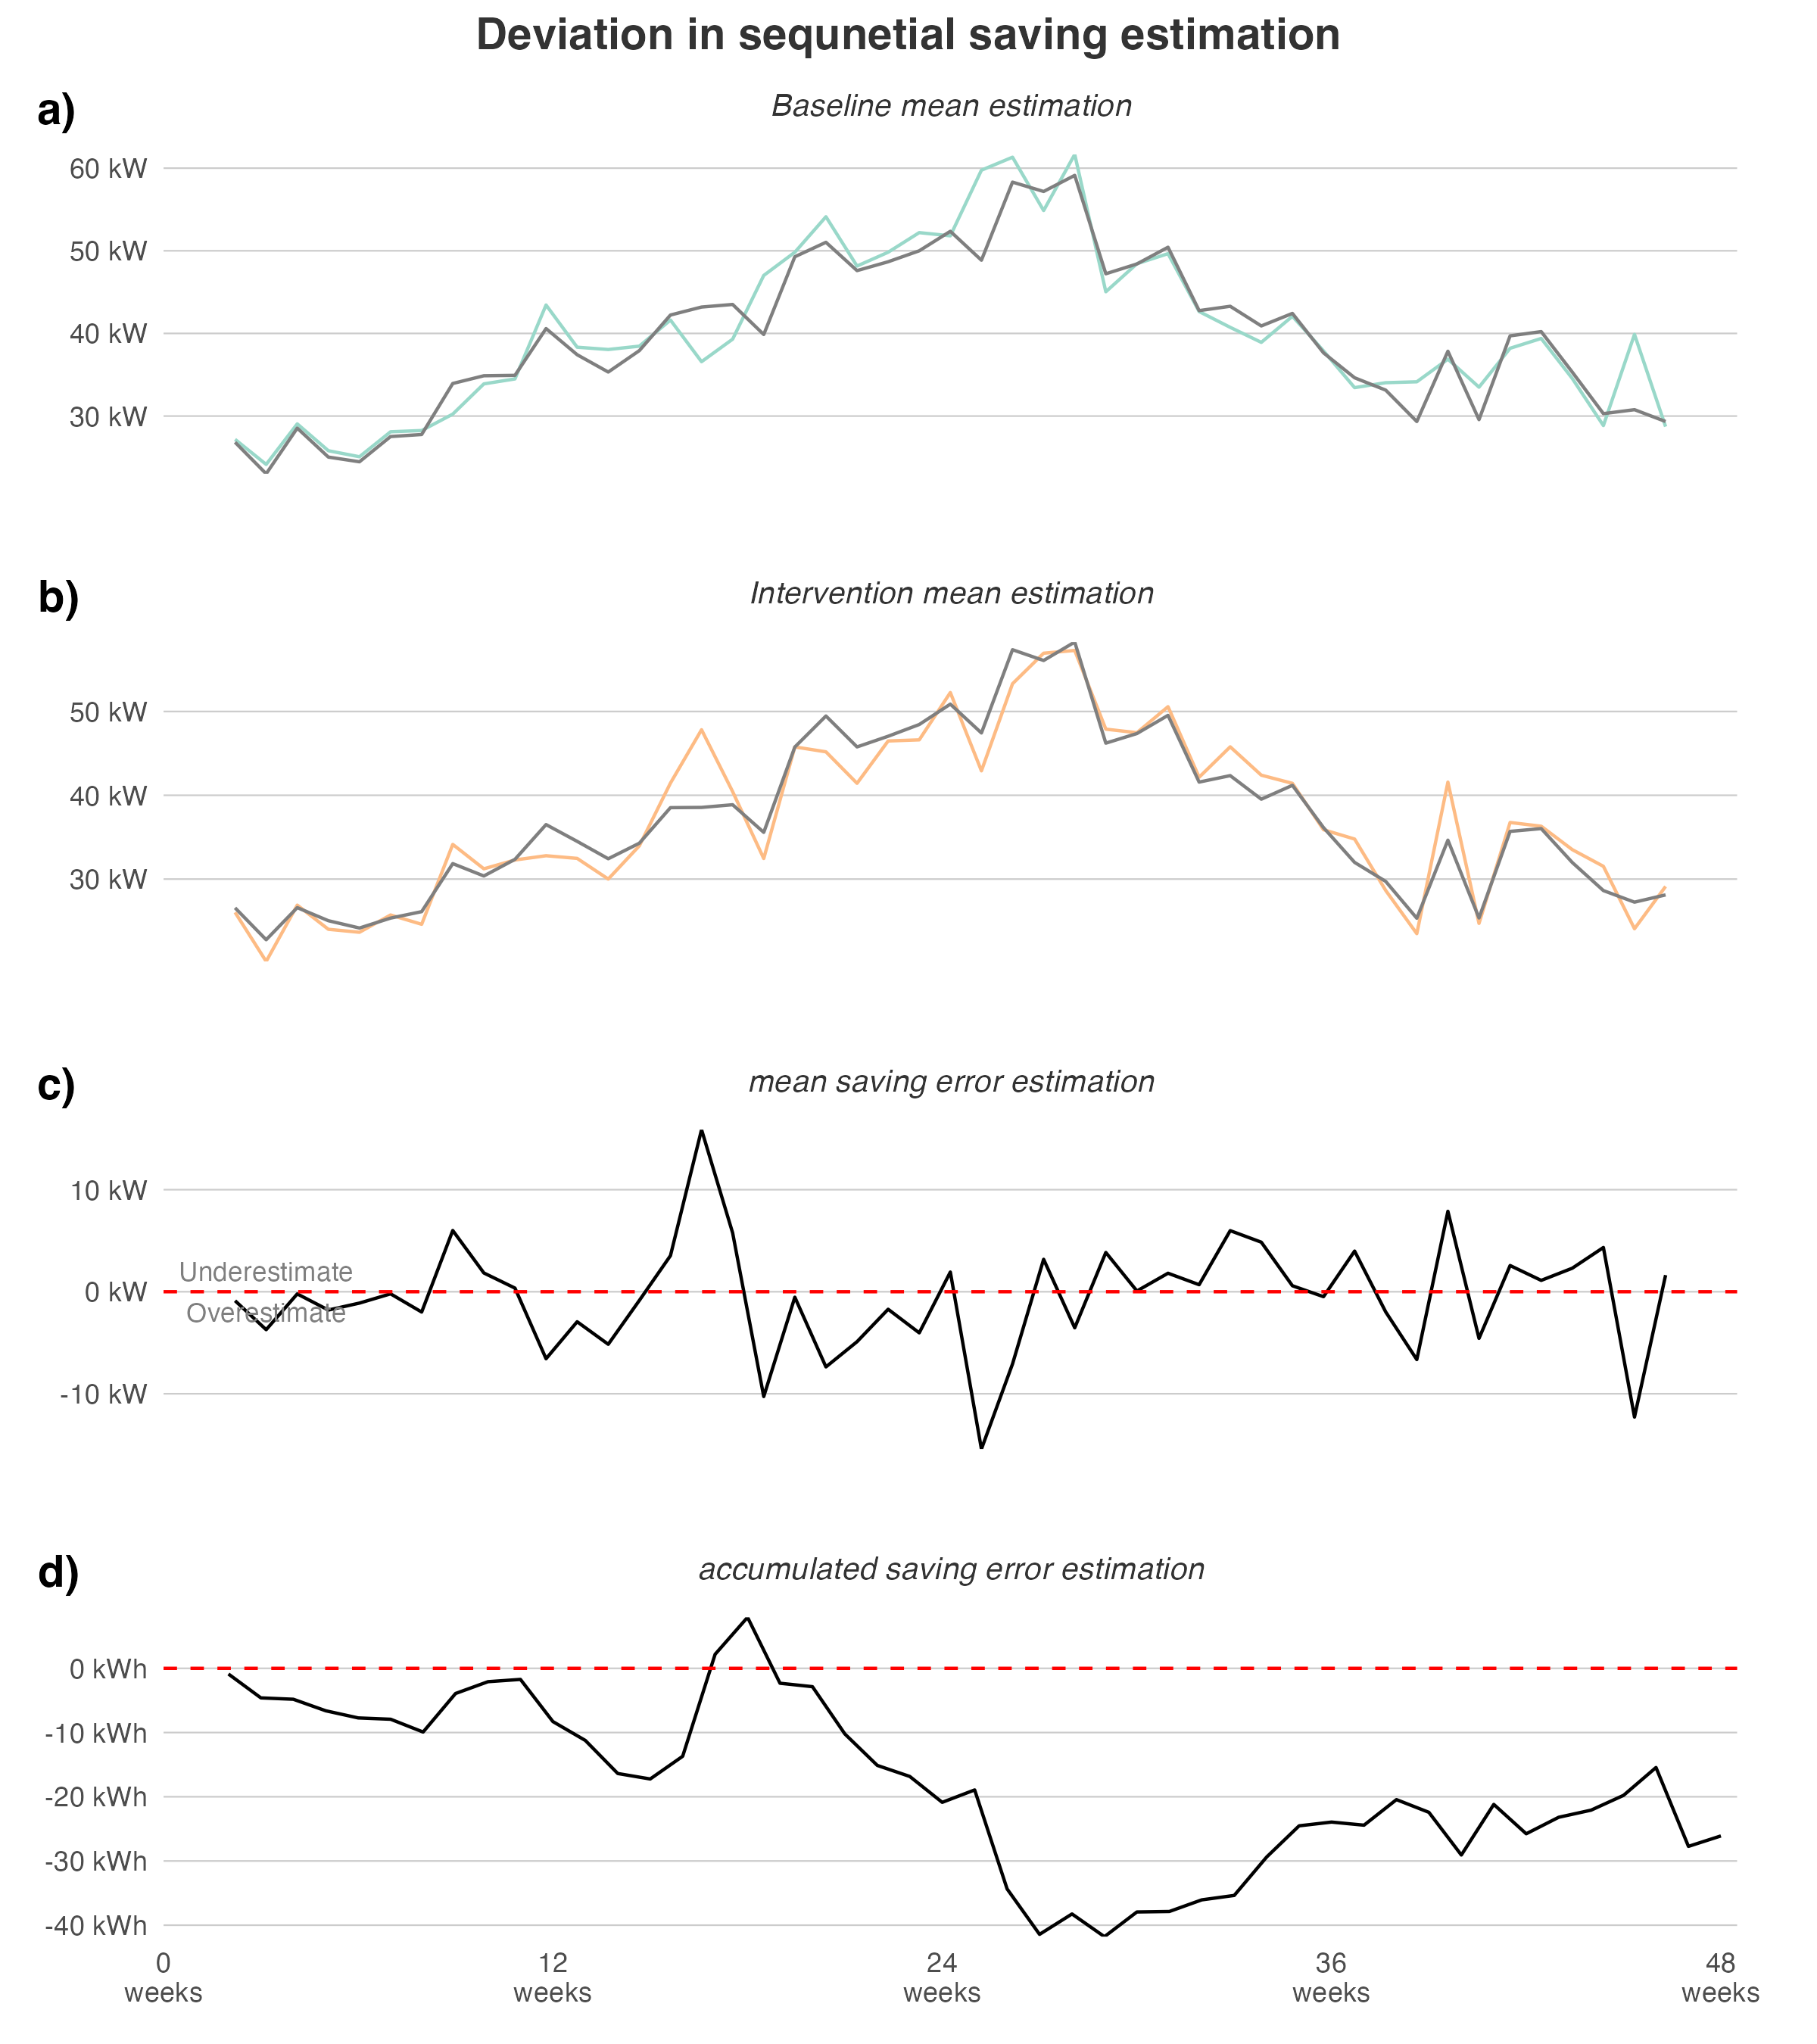 Deviation in sequnetial saving estimation
a)
Baseline mean estimation
60 kW
50 kW
40 kW
30 kW
b)
Intervention mean estimation
50 kW
40 kW
30 kW
c)
mean saving error estimation
10 kW
Underestimate
0 kW
Overestimate
-10 kW
d)
accumulated saving error estimation
0 kWh
-10 kWh
-20 kWh
-30 kWh
-40 kWh
0 12 24 36 48
weeks weeks weeks weeks weeks